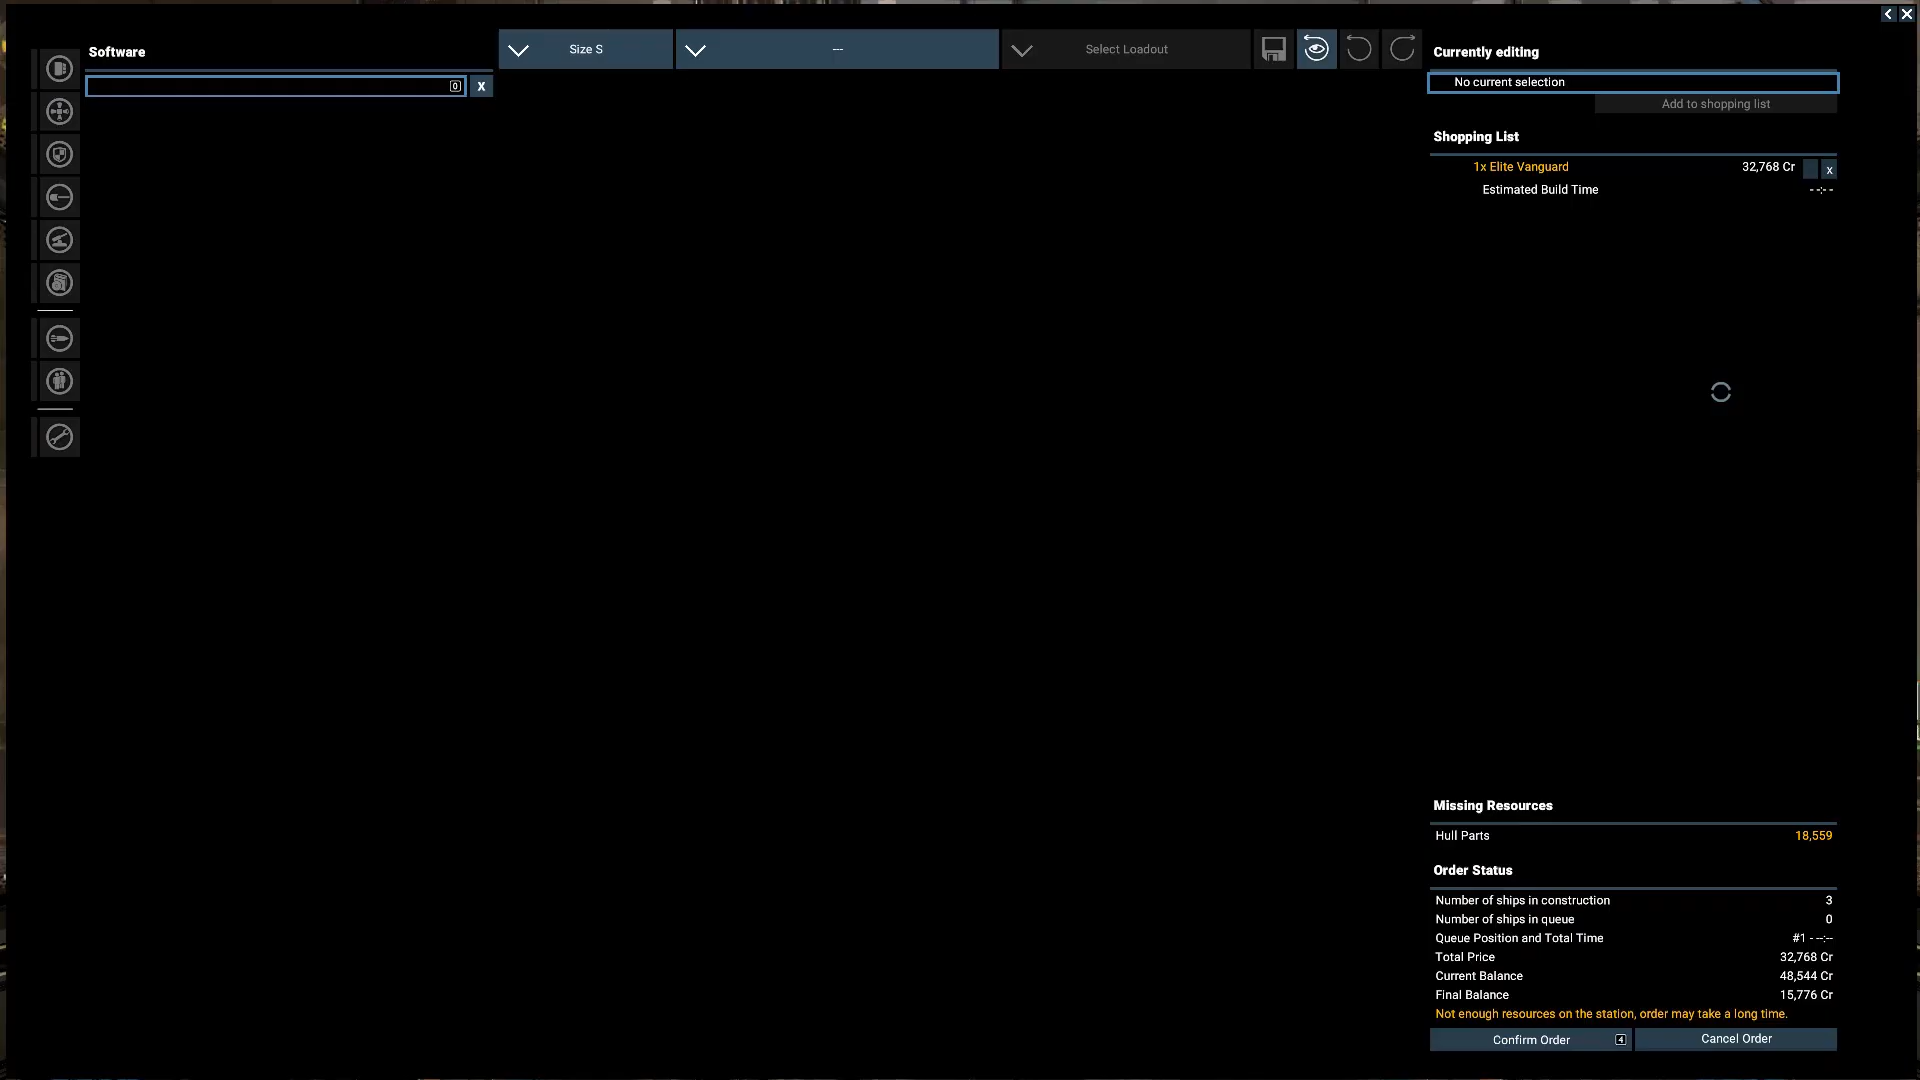 Software
0
X
Size S
---
Select Loadout
Currently editing
No current selection
Add to shopping list
Shopping List
1x Elite Vanguard 32,768 Cr x
Estimated Build Time --:--
Missing Resources
Hull Parts 18,559
Order Status
Number of ships in construction 3
Number of ships in queue 0
Queue Position and Total Time #1 - --:--
Total Price 32,768 Cr
Current Balance 48,544 Cr
Final Balance 15,776 Cr
Not enough resources on the station, order may take a long time.
Confirm Order 4
Cancel Order